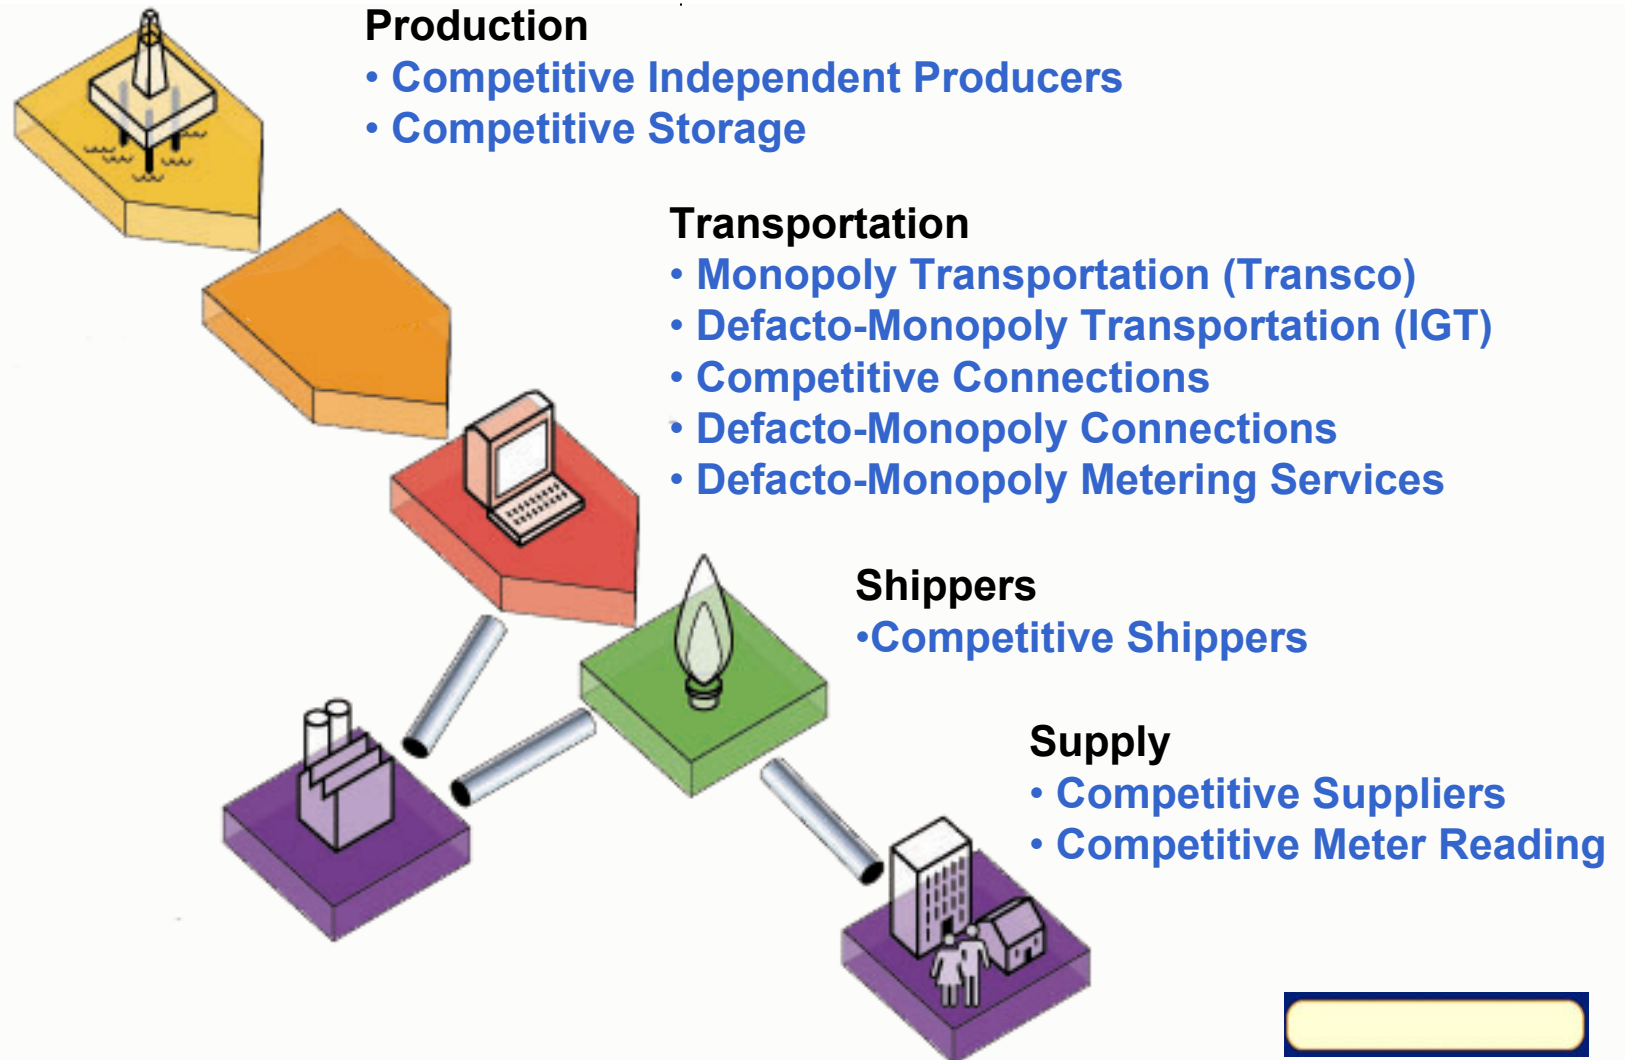 Production
• Competitive Independent Producers
• Competitive Storage
Transportation
• Monopoly Transportation (Transco)
• Defacto-Monopoly Transportation (IGT)
• Competitive Connections
• Defacto-Monopoly Connections
• Defacto-Monopoly Metering Services
Shippers
•Competitive Shippers
Supply
• Competitive Suppliers
• Competitive Meter Reading